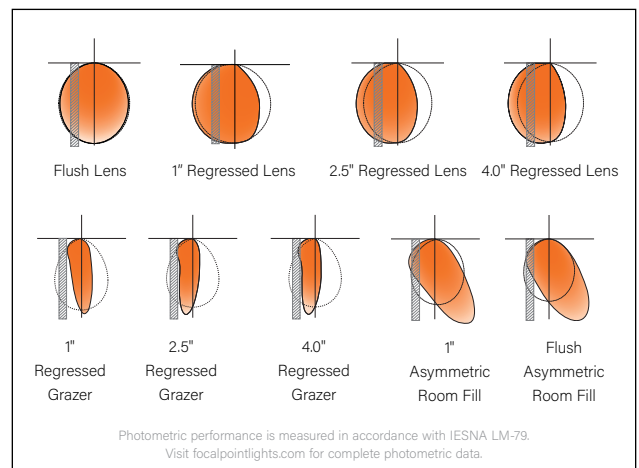 Flush Lens
1" Regressed Lens
2.5" Regressed Lens
4.0" Regressed Lens
1"
Regressed
Grazer
2.5"
Regressed
Grazer
4.0"
Regressed
Grazer
1"
Asymmetric
Room Fill
Flush
Asymmetric
Room Fill
Photometric performance is measured in accordance with IESNA LM-79.
Visit focalpointlights.com for complete photometric data.